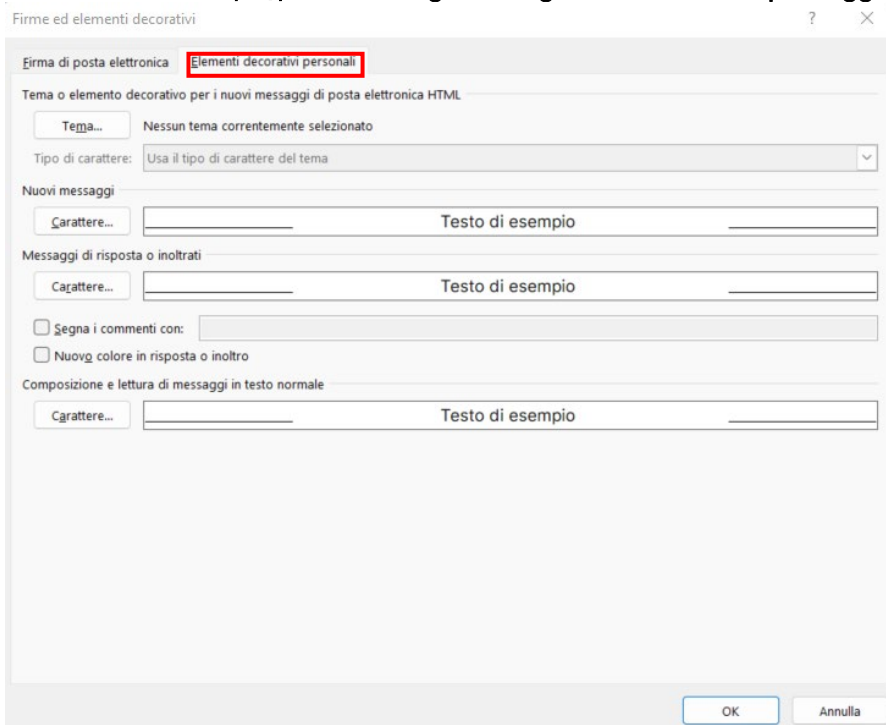 Firme ed elementi decorativi ? ×
Firma di posta elettronica Elementi decorativi personali
Tema o elemento decorativo per i nuovi messaggi di posta elettronica HTML
Tema... Nessun tema correntemente selezionato
Tipo di carattere: Usa il tipo di carattere del tema
Nuovi messaggi
Carattere... Testo di esempio
Messaggi di risposta o inoltrati
Carattere... Testo di esempio
Segna i commenti con:
Nuovo colore in risposta o inoltro
Composizione e lettura di messaggi in testo normale
Carattere... Testo di esempio
OK Annulla